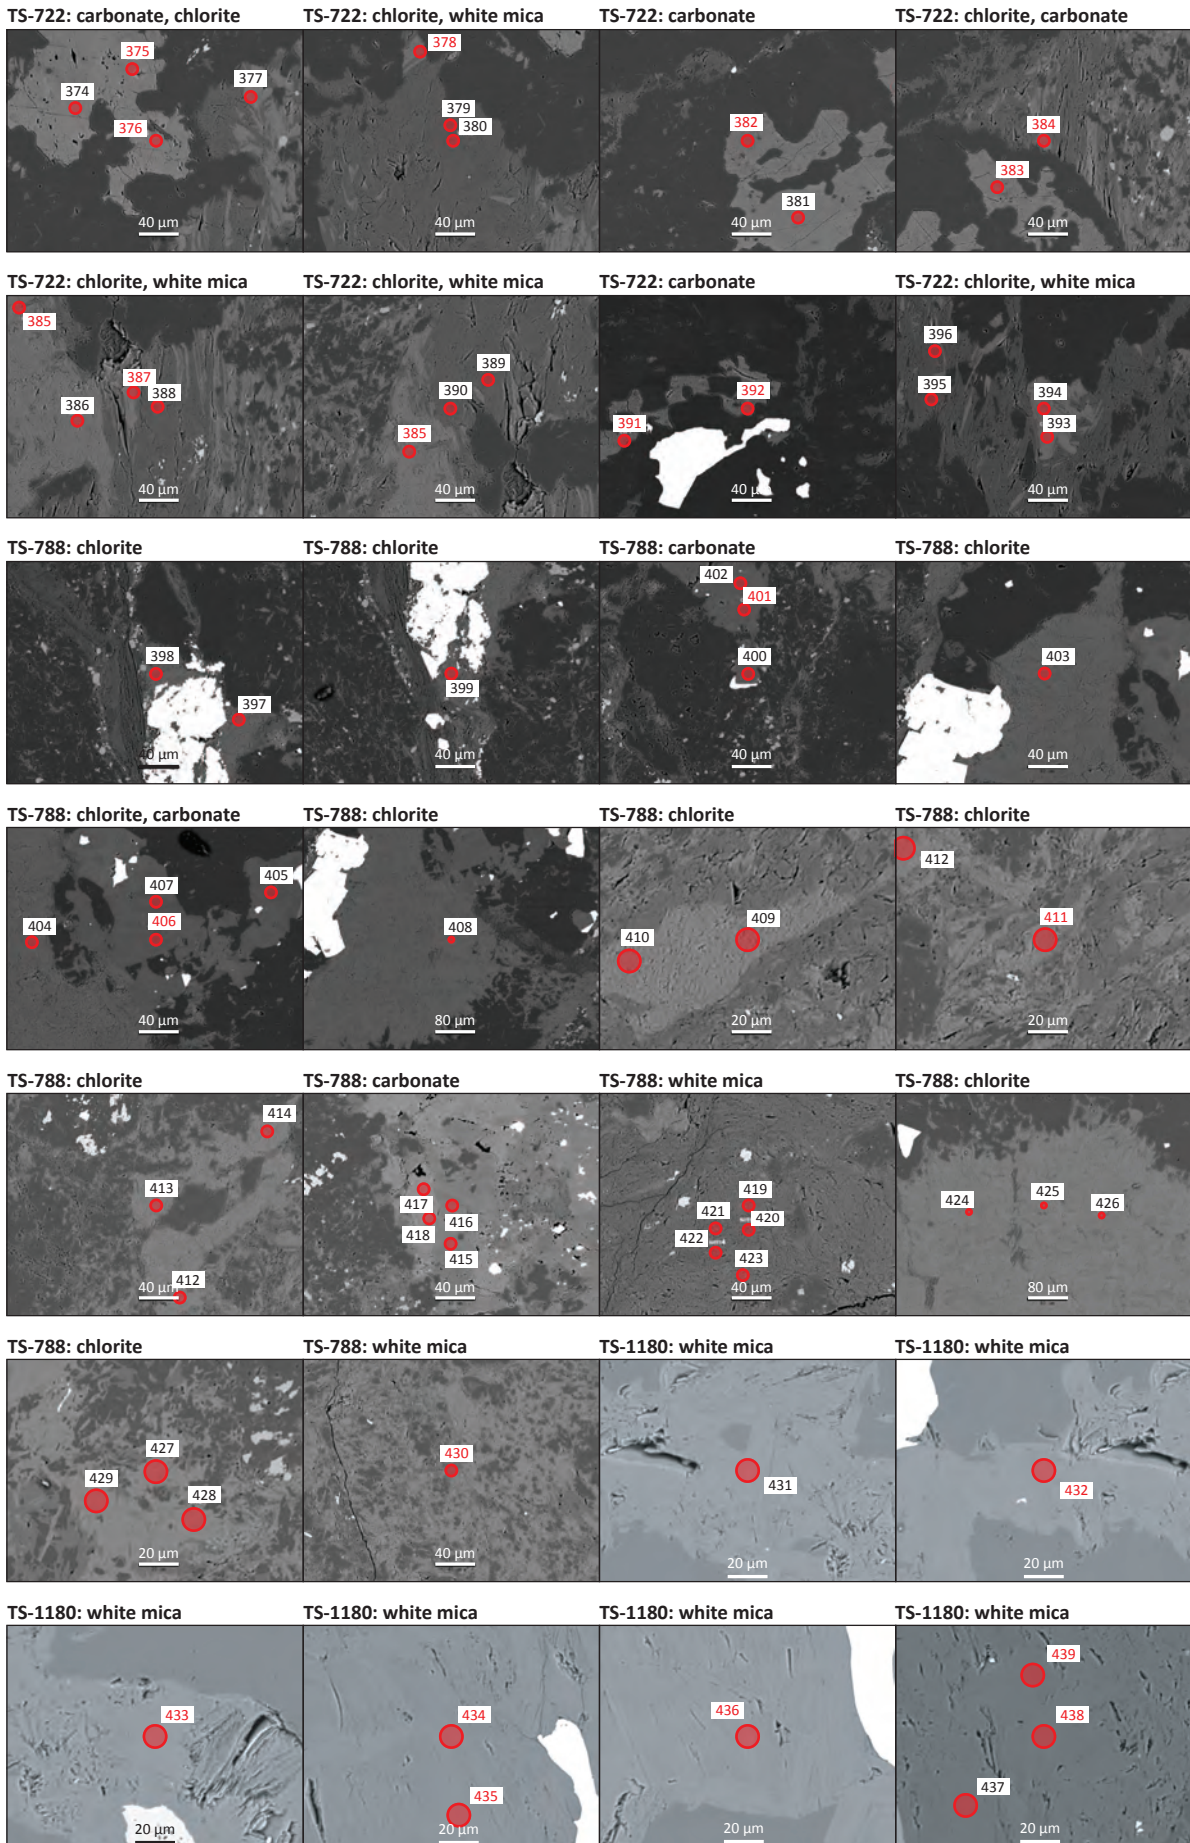 TS-722: carbonate, chlorite
TS-722: chlorite, white mica
TS-722: carbonate
TS-722: chlorite, carbonate
375
374
377
376
40 µm
378
379
380
40 µm
382
381
40 µm
384
383
40 µm
TS-722: chlorite, white mica
TS-722: chlorite, white mica
TS-722: carbonate
TS-722: chlorite, white mica
385
387
388
386
40 µm
389
390
385
40 µm
392
391
40 µm
396
395
394
393
40 µm
TS-788: chlorite
TS-788: chlorite
TS-788: carbonate
TS-788: chlorite
398
397
40 µm
399
40 µm
402
401
400
40 µm
403
40 µm
TS-788: chlorite, carbonate
TS-788: chlorite
TS-788: chlorite
TS-788: chlorite
407
405
406
404
40 µm
408
80 µm
409
410
20 µm
412
411
20 µm
TS-788: chlorite
TS-788: carbonate
TS-788: white mica
TS-788: chlorite
414
413
412
40 µm
417
416
418
415
40 µm
419
421
420
422
423
40 µm
424
425
426
80 µm
TS-788: chlorite
TS-788: white mica
TS-1180: white mica
TS-1180: white mica
427
429
428
20 µm
430
40 µm
431
20 µm
432
20 µm
TS-1180: white mica
TS-1180: white mica
TS-1180: white mica
TS-1180: white mica
433
20 µm
434
435
20 µm
436
20 µm
439
438
437
20 µm